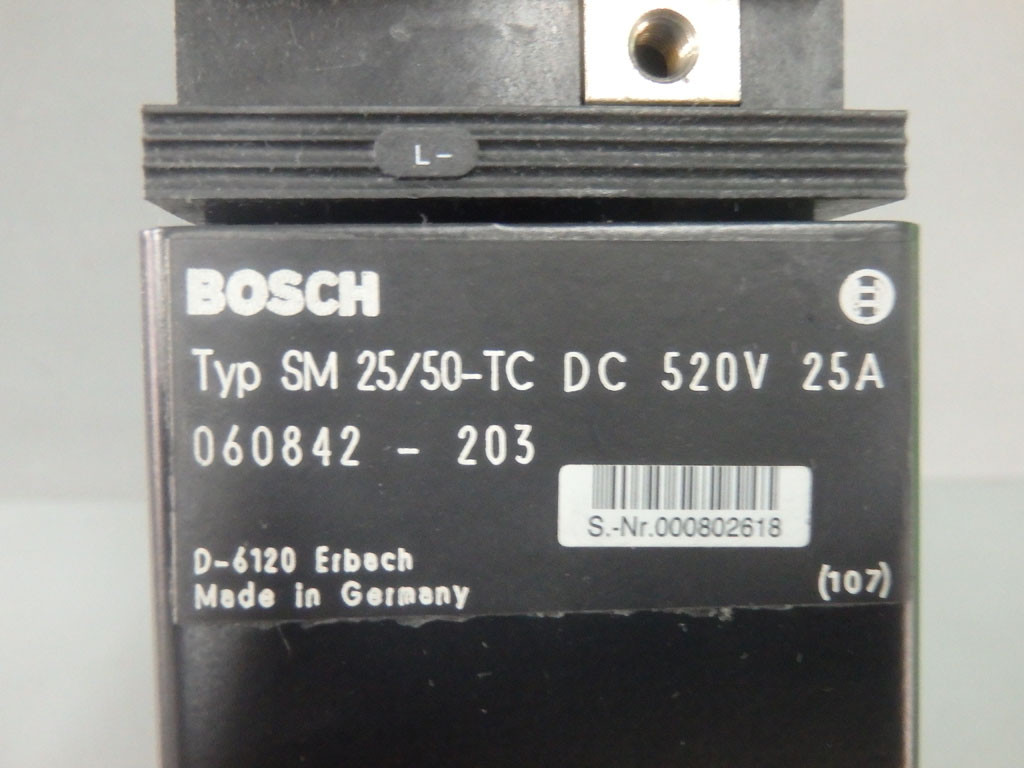 L-
BOSCH
Typ SM 25/50-TC DC 520V 25A
060842 - 203
S.-Nr.000802618
D-6120 Erbach
Made in Germany
(107)